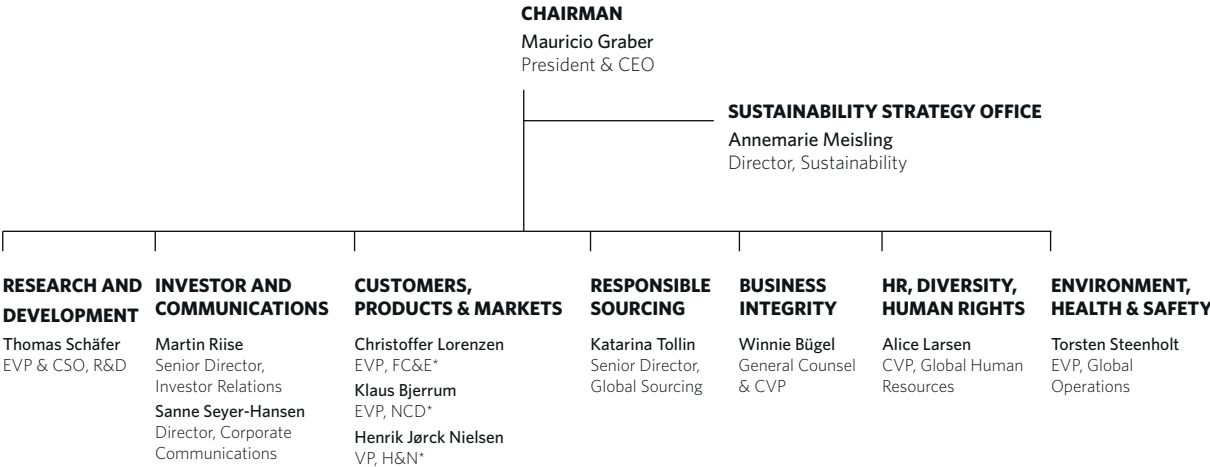 CHAIRMAN
Mauricio Graber
President & CEO
SUSTAINABILITY STRATEGY OFFICE
Annemarie Meisling
Director, Sustainability
RESEARCH AND
DEVELOPMENT
Thomas Schäfer
EVP & CSO, R&D
INVESTOR AND
COMMUNICATIONS
Martin Riise
Senior Director,
Investor Relations
Sanne Seyer-Hansen
Director, Corporate
Communications
CUSTOMERS,
PRODUCTS & MARKETS
Christoffer Lorenzen
EVP, FC&E*
Klaus Bjerrum
EVP, NCD*
Henrik Jørck Nielsen
VP, H&N*
RESPONSIBLE
SOURCING
Katarina Tollin
Senior Director,
Global Sourcing
BUSINESS
INTEGRITY
Winnie Bügel
General Counsel
& CVP
HR, DIVERSITY,
HUMAN RIGHTS
Alice Larsen
CVP, Global Human
Resources
ENVIRONMENT,
HEALTH & SAFETY
Torsten Steenholt
EVP, Global
Operations